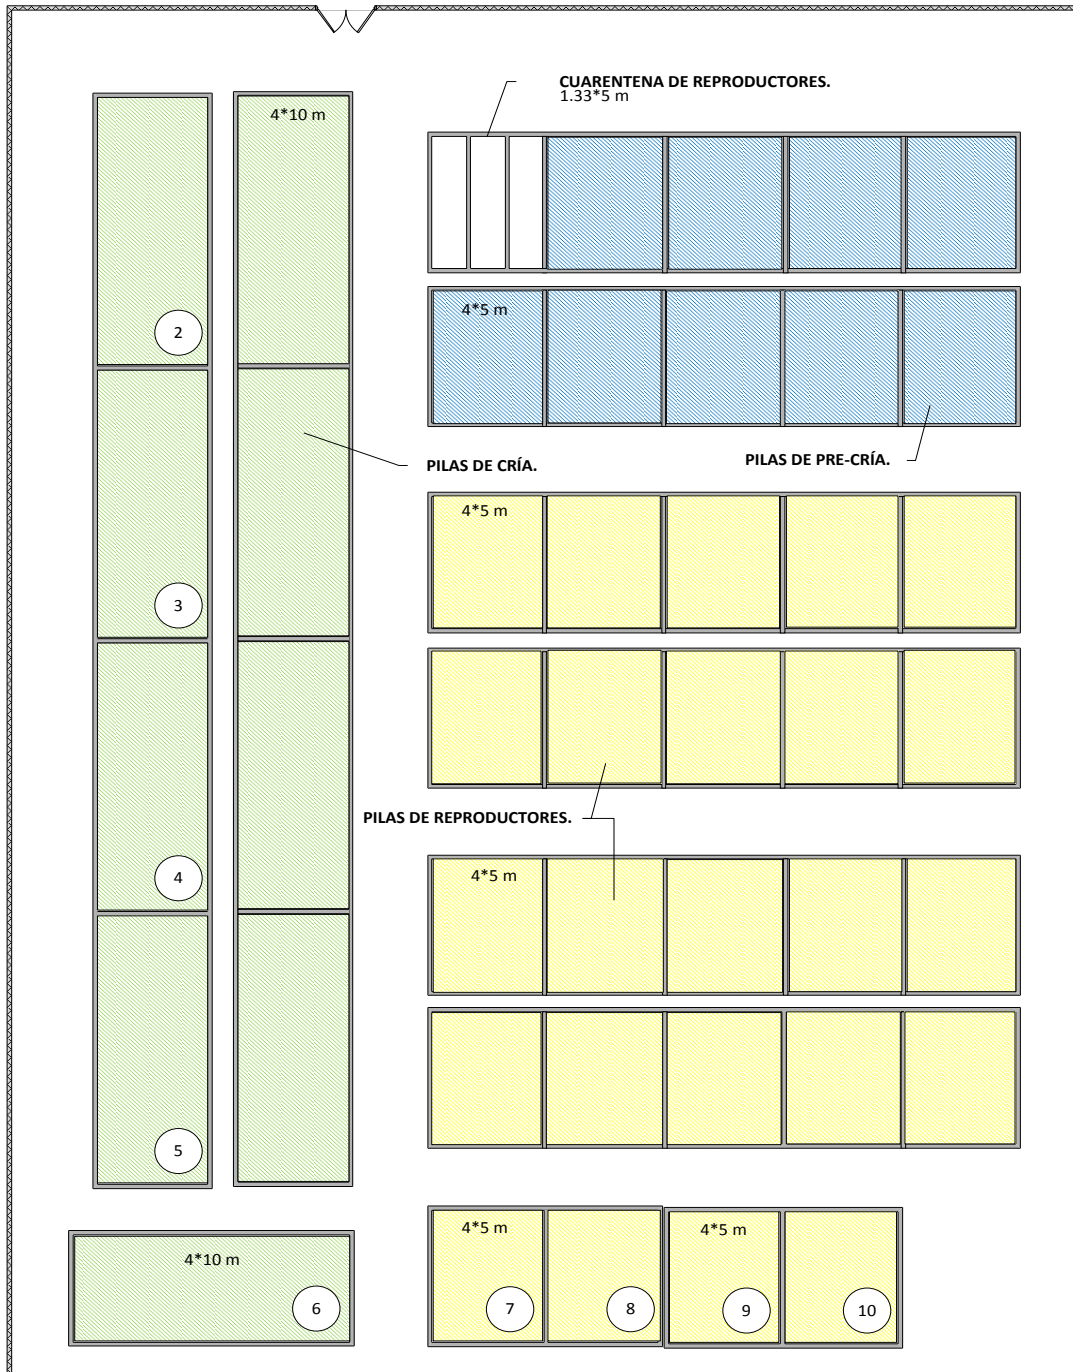 CUARENTENA DE REPRODUCTORES.
1.33*5 m
4*10 m
4*5 m
2
PILAS DE CRÍA.
PILAS DE PRE-CRÍA.
4*5 m
3
PILAS DE REPRODUCTORES.
4*5 m
4
5
4*5 m
4*5 m
4*10 m
6
7
8
9
10